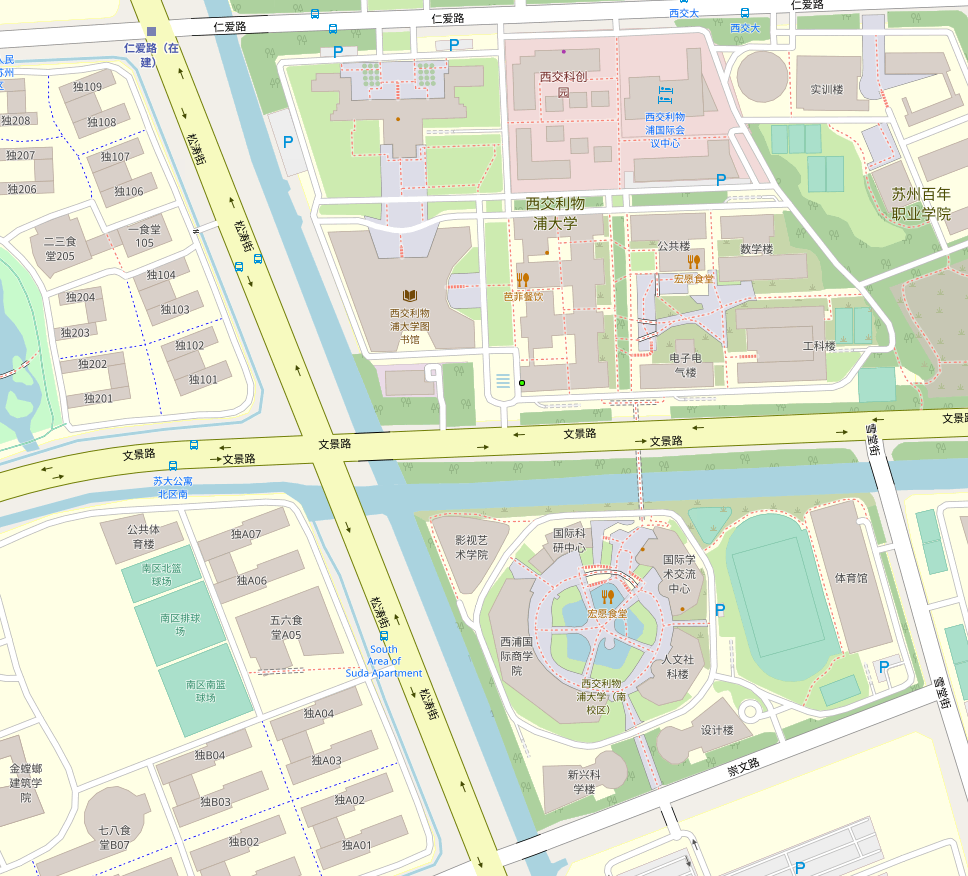 仁爱路
仁爱路
仁爱路
西交大
西交大
P
P
P
仁爱路（在
建）
人民
苏州
区
独109
独108
独208
独207
独206
独107
独106
松涛街
西交科创
园
西交利物
浦国际会
议中心
实训楼
P
苏州百年
职业学院
西交利物
浦大学
二三食
堂205
一食堂
105
松涛街
公共楼
数学楼
宏愿食堂
芭菲餐饮
独104
独103
独204
独203
独102
独202
独101
独201
西交利物
浦大学图
书馆
工科楼
电子电
气楼
文景路
文景路
文景路
文景路
文景路
文景路
苏大公寓
北区南
雪堂街
公共体
育楼
独A07
南区北篮
球场
独A06
南区排球
场
五六食
堂A05
南区南篮
球场
松涛街
South
Area of
Suda Apartment
松涛街
影视艺
术学院
国际科
研中心
国际学
术交流
中心
宏愿食堂
西浦国
际商学
院
人文社
科楼
西交利物
浦大学（南
校区）
体育馆
P
P
雪堂街
设计楼
崇文路
新兴科
学楼
独A04
独A03
独B04
独B03
独A02
独B02
独A01
金螳螂
建筑学
院
七八食
堂B07
P